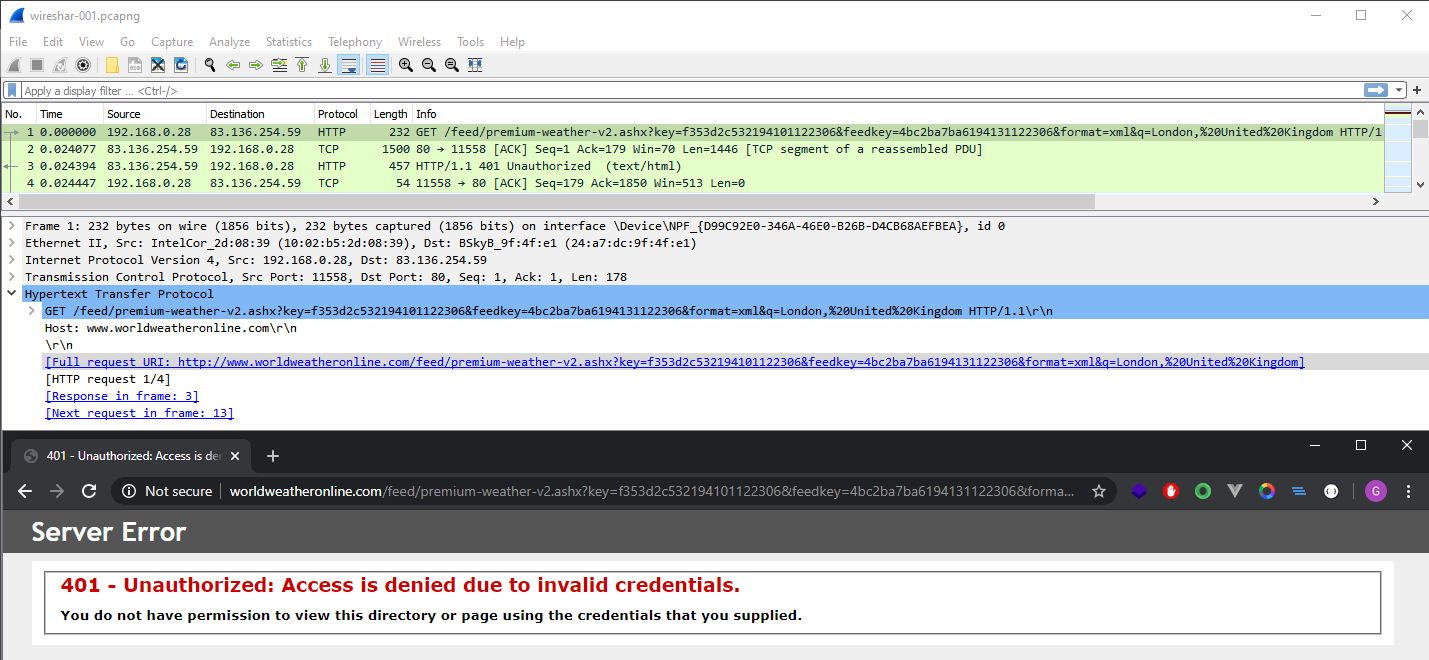 wireshar-001.pcapng
File Edit View Go Capture Analyze Statistics Telephony Wireless Tools Help
Apply a display filter ... <Ctrl-/>
No. Time Source Destination Protocol Length Info
1 0.000000 192.168.0.28 83.136.254.59 HTTP 232 GET /feed/premium-weather-v2.ashx?key=f353d2c532194101122306&feedkey=4bc2ba7ba6194131122306&format=xml&q=London,%20United%20Kingdom HTTP/1
2 0.024077 83.136.254.59 192.168.0.28 TCP 1500 80 → 11558 [ACK] Seq=1 Ack=179 Win=70 Len=1446 [TCP segment of a reassembled PDU]
3 0.024394 83.136.254.59 192.168.0.28 HTTP 457 HTTP/1.1 401 Unauthorized (text/html)
4 0.024447 192.168.0.28 83.136.254.59 TCP 54 11558 → 80 [ACK] Seq=179 Ack=1850 Win=513 Len=0
Frame 1: 232 bytes on wire (1856 bits), 232 bytes captured (1856 bits) on interface \Device\NPF_{D99C92E0-346A-46E0-B26B-D4CB68AEFBEA}, id 0
Ethernet II, Src: IntelCor_2d:08:39 (10:02:b5:2d:08:39), Dst: BSkyB_9f:4f:e1 (24:a7:dc:9f:4f:e1)
Internet Protocol Version 4, Src: 192.168.0.28, Dst: 83.136.254.59
Transmission Control Protocol, Src Port: 11558, Dst Port: 80, Seq: 1, Ack: 1, Len: 178
Hypertext Transfer Protocol
GET /feed/premium-weather-v2.ashx?key=f353d2c532194101122306&feedkey=4bc2ba7ba6194131122306&format=xml&q=London,%20United%20Kingdom HTTP/1.1\r\n
Host: www.worldweatheronline.com\r\n
\r\n
[Full request URI: http://www.worldweatheronline.com/feed/premium-weather-v2.ashx?key=f353d2c532194101122306&feedkey=4bc2ba7ba6194131122306&format=xml&q=London,%20United%20Kingdom]
[HTTP request 1/4]
[Response in frame: 3]
[Next request in frame: 13]
401 - Unauthorized: Access is de
Not secure worldweatheronline.com/feed/premium-weather-v2.ashx?key=f353d2c532194101122306&feedkey=4bc2ba7ba6194131122306&forma... G
Server Error
401 - Unauthorized: Access is denied due to invalid credentials.
You do not have permission to view this directory or page using the credentials that you supplied.